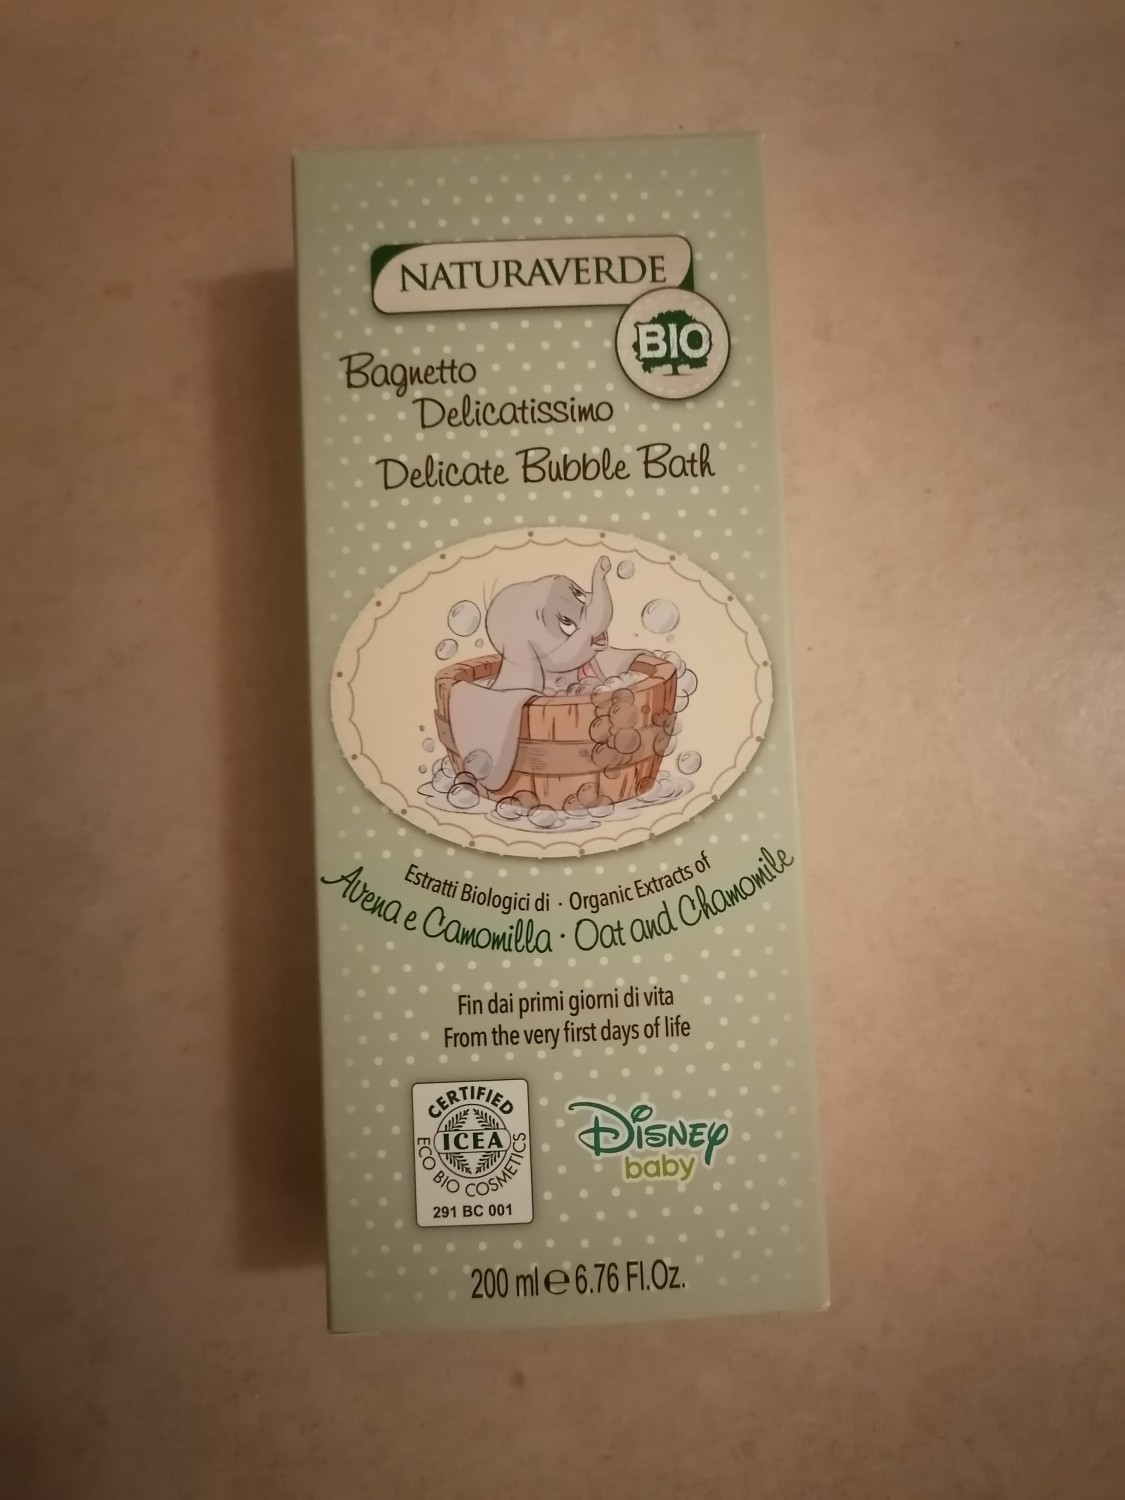 NATURAVERDE
BIO
Bagnetto
Delicatissimo
Delicate Bubble Bath
Estratti Biologici di · Organic Extracts of
Avena e Camomilla · Oat and Chamomile
Fin dai primi giorni di vita
From the very first days of life
CERTIFIED
ICEA
ECO BIO COSMETICS
291 BC 001
Disney
baby
200 ml ℮ 6.76 Fl.Oz.